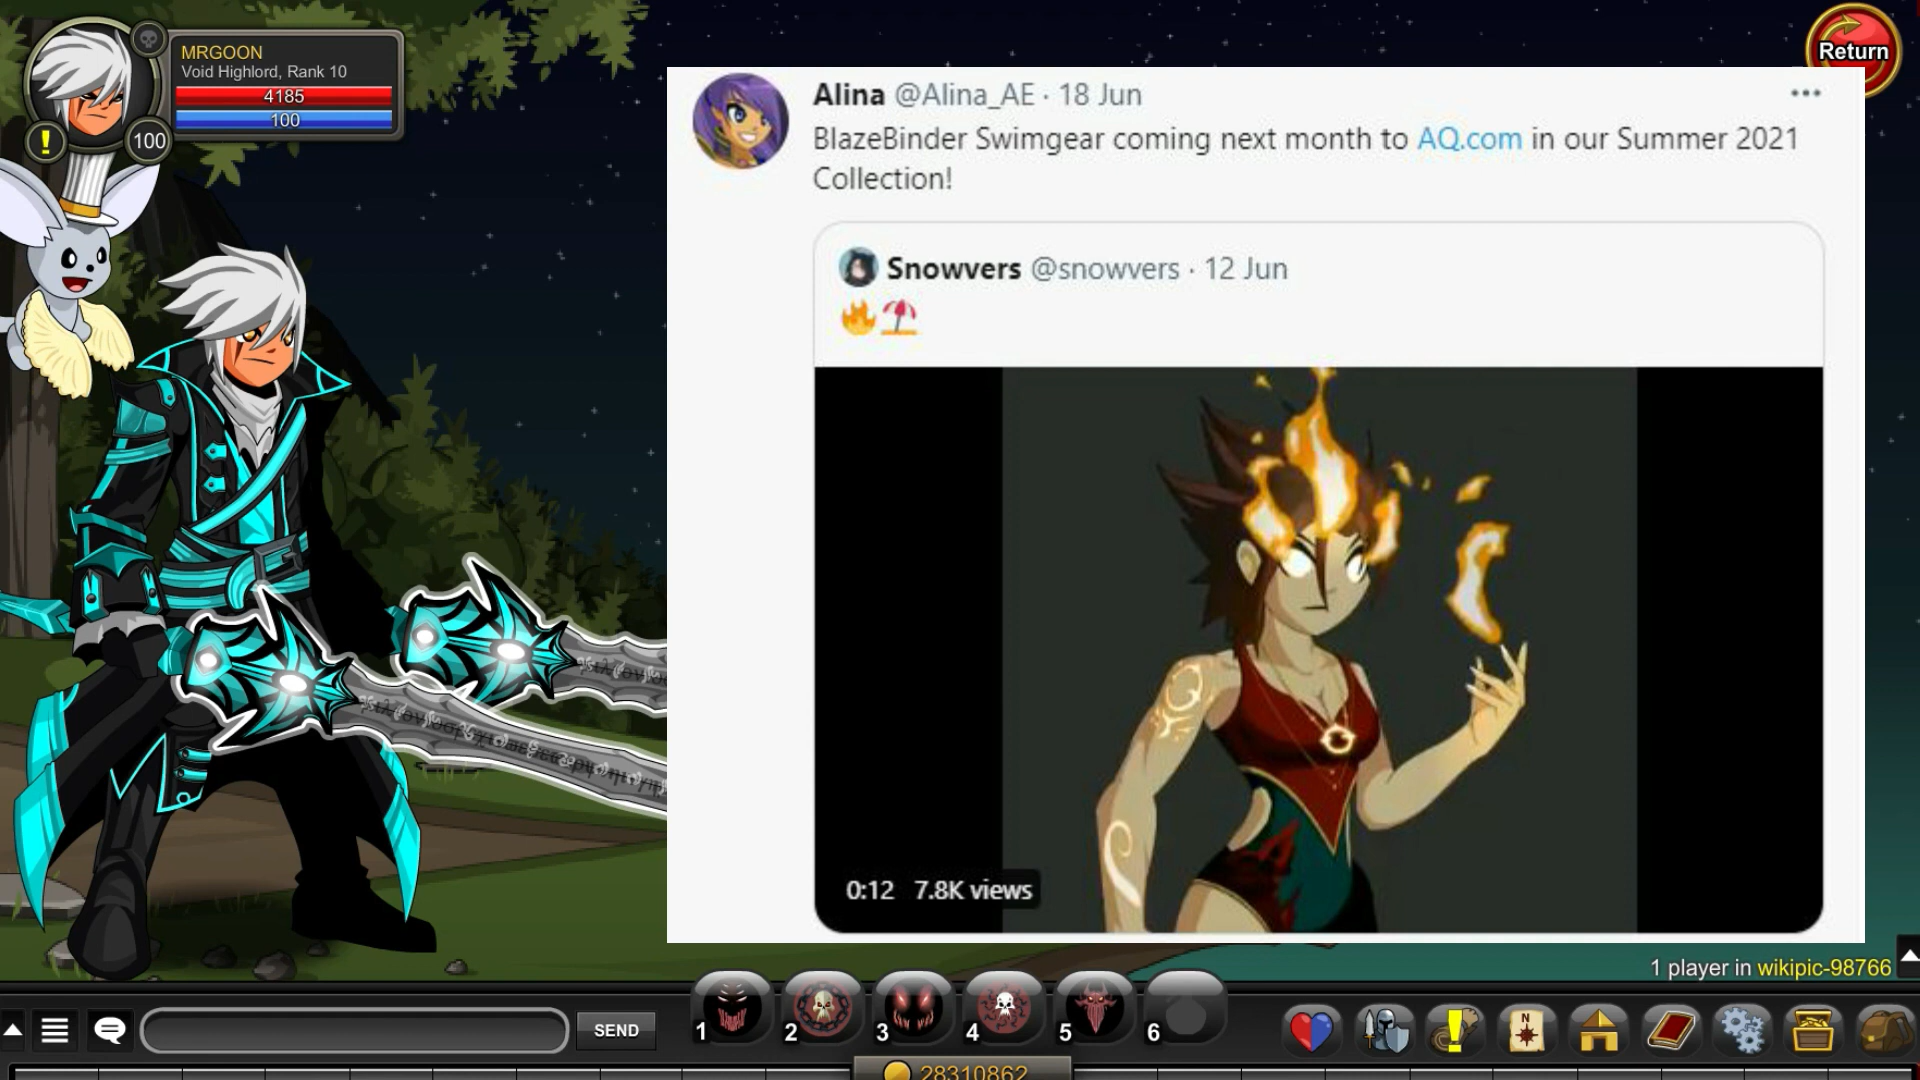 MRGOON
Void Highlord, Rank 10
4185
100
100
Return
Alina @Alina_AE · 18 Jun
BlazeBinder Swimgear coming next month to AQ.com in our Summer 2021
Collection!
Snowvers @snowvers · 12 Jun
0:12 7.8K views
1 player in wikipic-98766
SEND
1 2 3 4 5 6
N
28310862